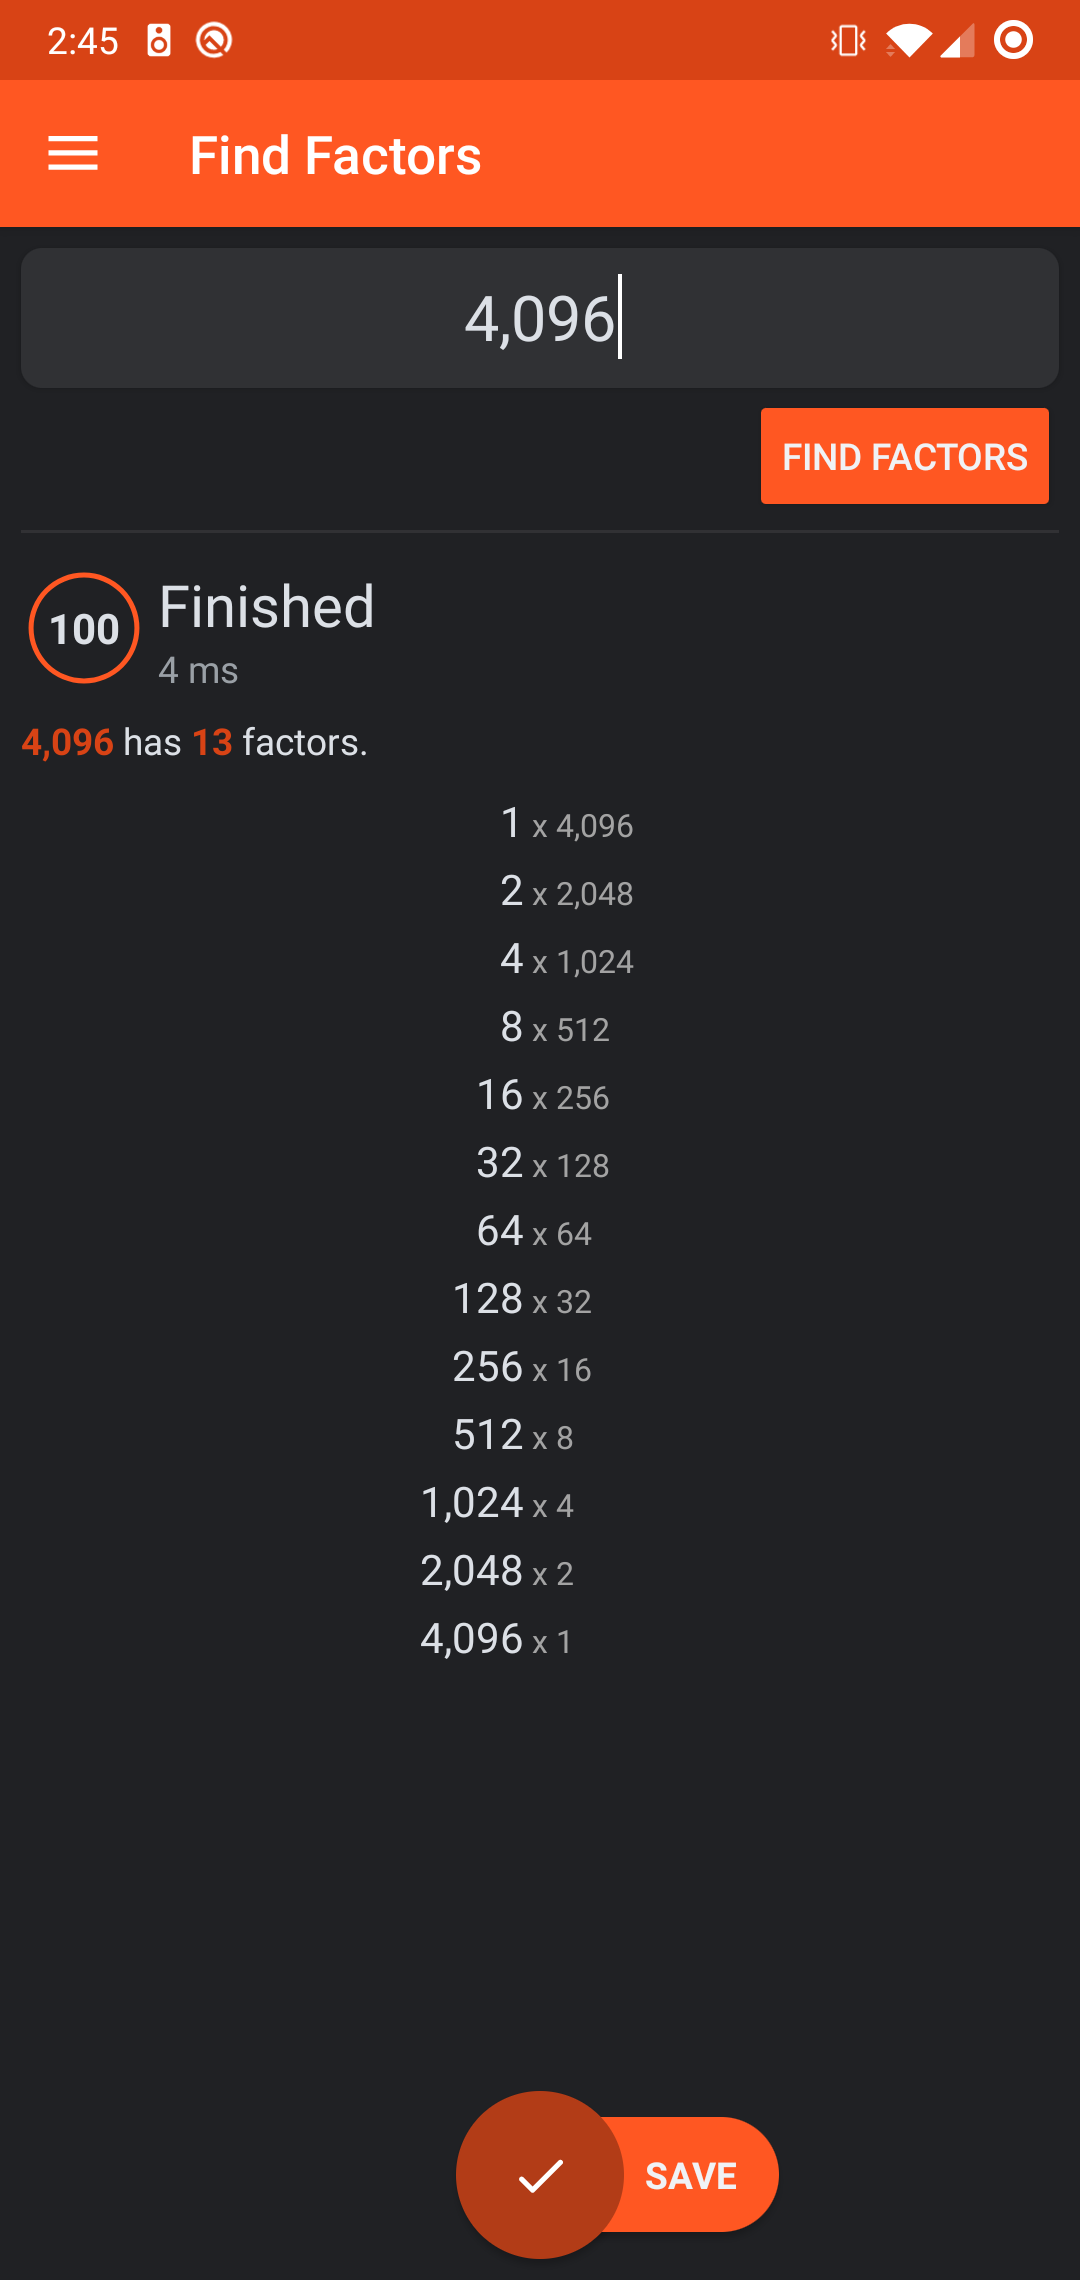 2:45
Find Factors
4,096
FIND FACTORS
100
Finished
4 ms
4,096 has 13 factors.
1 x 4,096
2 x 2,048
4 x 1,024
8 x 512
16 x 256
32 x 128
64 x 64
128 x 32
256 x 16
512 x 8
1,024 x 4
2,048 x 2
4,096 x 1
SAVE